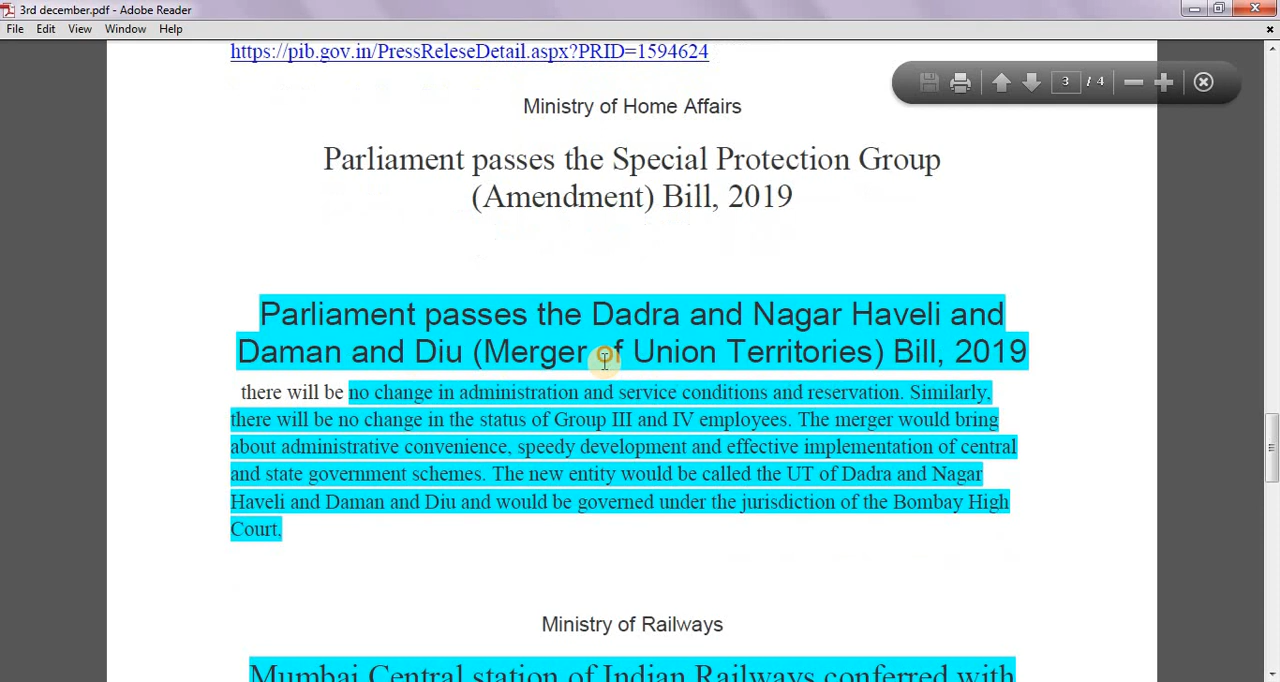 3rd december.pdf - Adobe Reader
File Edit View Window Help
https://pib.gov.in/PressReleseDetail.aspx?PRID=1594624
3 / 4
Ministry of Home Affairs
Parliament passes the Special Protection Group
(Amendment) Bill, 2019
Parliament passes the Dadra and Nagar Haveli and
Daman and Diu (Merger of Union Territories) Bill, 2019
there will be no change in administration and service conditions and reservation. Similarly,
there will be no change in the status of Group III and IV employees. The merger would bring
about administrative convenience, speedy development and effective implementation of central
and state government schemes. The new entity would be called the UT of Dadra and Nagar
Haveli and Daman and Diu and would be governed under the jurisdiction of the Bombay High
Court.
Ministry of Railways
Mumbai Central station of Indian Railways conferred with